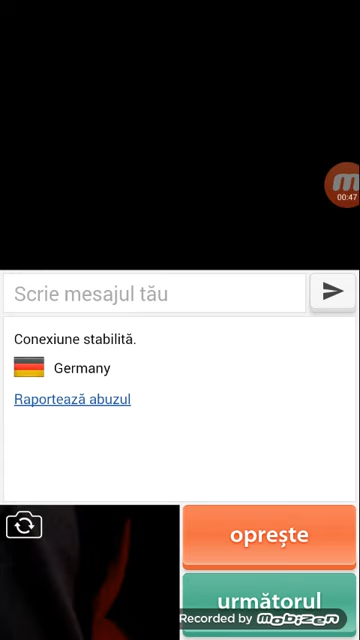 00:47
Scrie mesajul tău
Conexiune stabilită.
Germany
Raportează abuzul
oprește
următorul
Recorded by mobizen